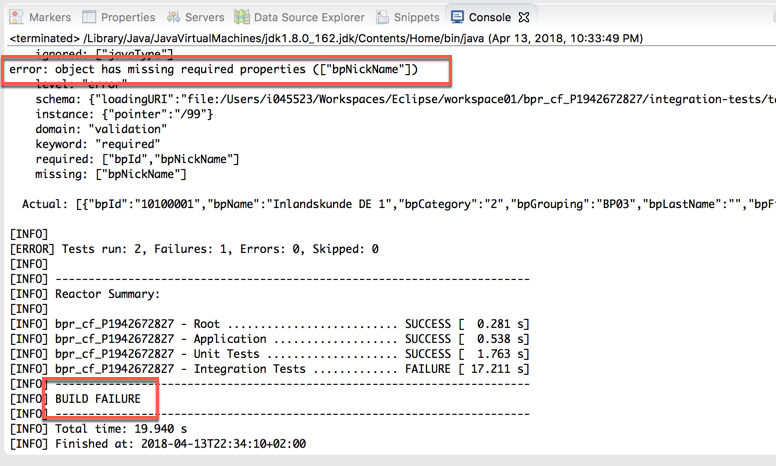 Markers Properties Servers Data Source Explorer Snippets Console
<terminated> /Library/Java/JavaVirtualMachines/jdk1.8.0_162.jdk/Contents/Home/bin/java (Apr 13, 2018, 10:33:49 PM)
ignored: ["javaType"]
error: object has missing required properties (["bpNickName"])
level: "error"
schema: {"loadingURI":"file:/Users/i045523/Workspaces/Eclipse/workspace01/bpr_cf_P1942672827/integration-tests/t
instance: {"pointer":"/99"}
domain: "validation"
keyword: "required"
required: ["bpId","bpNickName"]
missing: ["bpNickName"]
Actual: [{"bpId":"10100001","bpName":"Inlandskunde DE 1","bpCategory":"2","bpGrouping":"BP03","bpLastName":"","bpF
[INFO]
[ERROR] Tests run: 2, Failures: 1, Errors: 0, Skipped: 0
[INFO]
[INFO] ------------------------------------------------------------------------
[INFO] Reactor Summary:
[INFO]
[INFO] bpr_cf_P1942672827 - Root .......................... SUCCESS [  0.281 s]
[INFO] bpr_cf_P1942672827 - Application ................... SUCCESS [  0.538 s]
[INFO] bpr_cf_P1942672827 - Unit Tests .................... SUCCESS [  1.763 s]
[INFO] bpr_cf_P1942672827 - Integration Tests ............. FAILURE [ 17.211 s]
[INFO] ------------------------------------------------------------------------
[INFO] BUILD FAILURE
[INFO] ------------------------------------------------------------------------
[INFO] Total time: 19.940 s
[INFO] Finished at: 2018-04-13T22:34:10+02:00